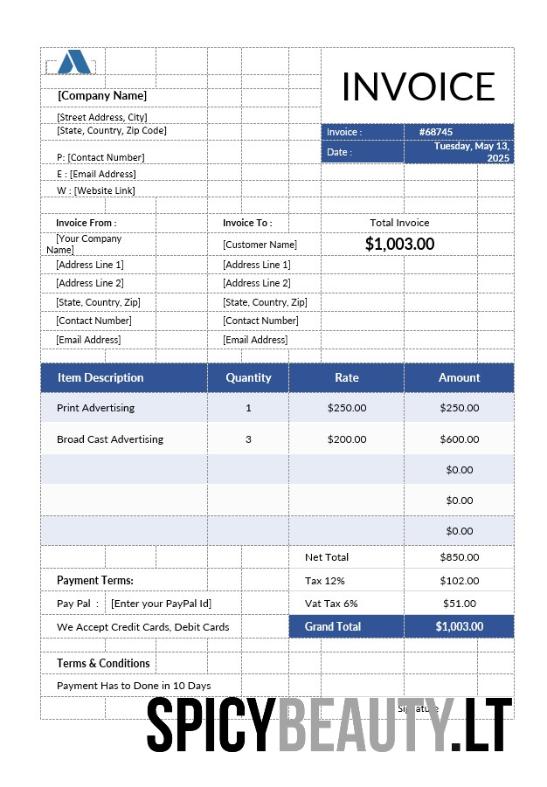 INVOICE
[Company Name]
[Street Address, City]
[State, Country, Zip Code]
Invoice : #68745
Date : Tuesday, May 13,
2025
P: [Contact Number]
E : [Email Address]
W : [Website Link]
Invoice From : Invoice To : Total Invoice
[Your Company
Name] [Customer Name] $1,003.00
[Address Line 1] [Address Line 1]
[Address Line 2] [Address Line 2]
[State, Country, Zip] [State, Country, Zip]
[Contact Number] [Contact Number]
[Email Address] [Email Address]
Item Description Quantity Rate Amount
Print Advertising 1 $250.00 $250.00
Broad Cast Advertising 3 $200.00 $600.00
$0.00
$0.00
$0.00
Net Total $850.00
Payment Terms: Tax 12% $102.00
Pay Pal : [Enter your PayPal Id] Vat Tax 6% $51.00
We Accept Credit Cards, Debit Cards Grand Total $1,003.00
Terms & Conditions
Payment Has to Done in 10 Days
Signature
SPICYBEAUTY.LT